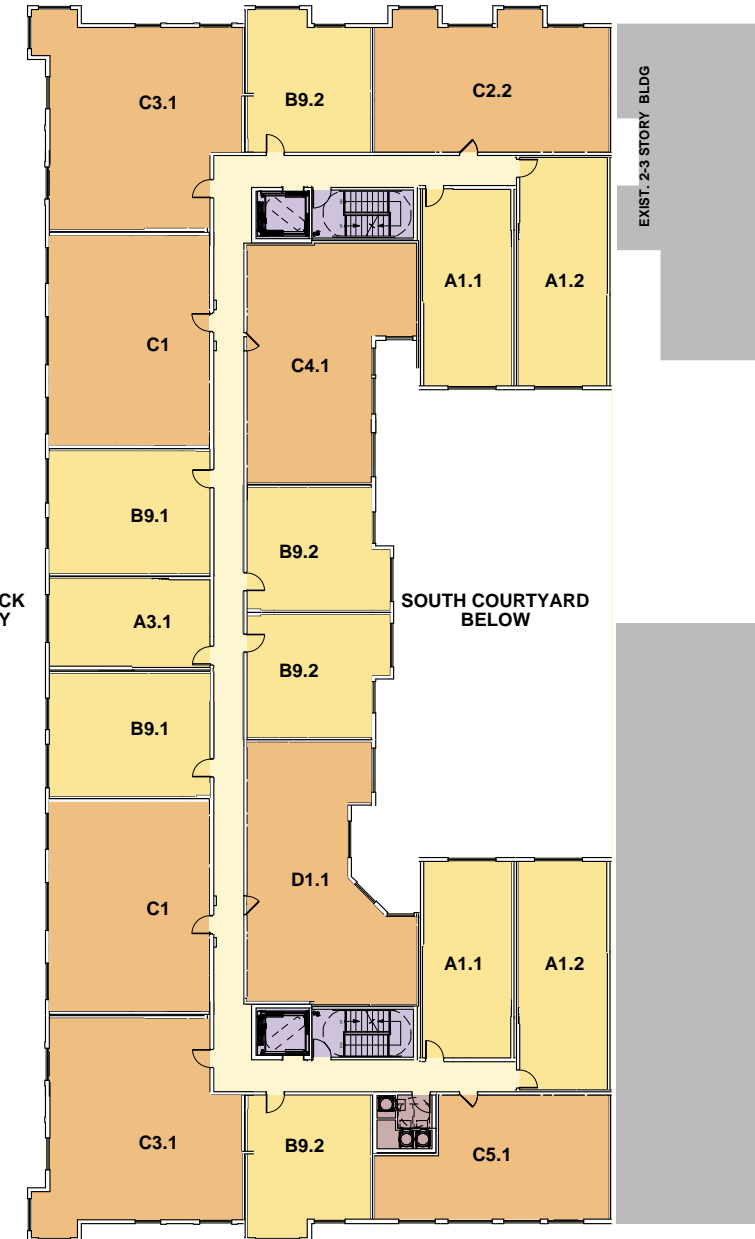 C3.1
B9.2
C2.2
EXIST. 2-3 STORY BLDG
A1.1
A1.2
C1
C4.1
B9.1
B9.2
CK
Y
A3.1
SOUTH COURTYARD
BELOW
B9.2
B9.1
D1.1
C1
A1.1
A1.2
C3.1
B9.2
C5.1